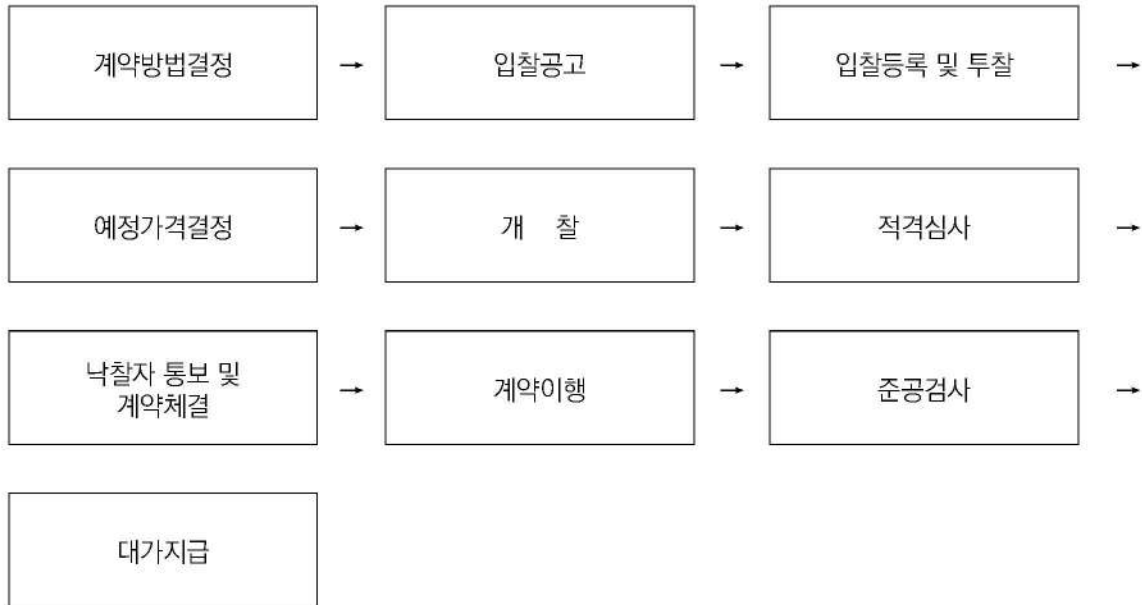 계약방법결정 → 입찰공고 → 입찰등록 및 투찰 →
예정가격결정 → 개 찰 → 적격심사 →
낙찰자 통보 및
계약체결 → 계약이행 → 준공검사 →
대가지급